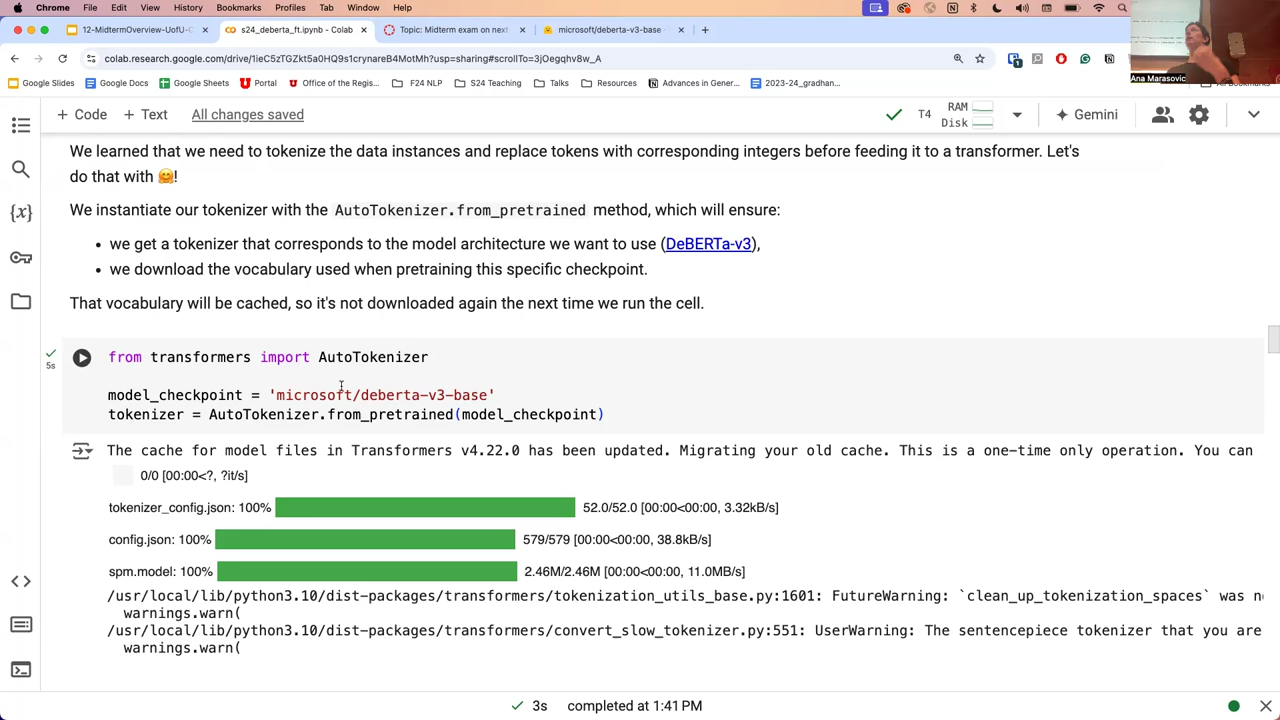 Chrome File Edit View History Bookmarks Profiles Tab Window Help
12-MidtermOverview-UofU-C
s24_deberta_ft.ipynb - Colab
Topic: Midterm exam on next
microsoft/deberta-v3-base
colab.research.google.com/drive/1ieC5zTGZkt5aOHQ9s1crynareB4MotMh?usp=sharing#scrollTo=3jOegqhv8w_A
Google Slides
Google Docs
Google Sheets
Portal
Office of the Regis...
F24 NLP
S24 Teaching
Talks
Resources
Advances in Gener...
2023-24_gradhan...
Ana Marasovic
+ Code + Text All changes saved
T4
RAM
Disk
Gemini
We learned that we need to tokenize the data instances and replace tokens with corresponding integers before feeding it to a transformer. Let's
do that with 🤗!
We instantiate our tokenizer with the AutoTokenizer.from_pretrained method, which will ensure:
• we get a tokenizer that corresponds to the model architecture we want to use (DeBERTa-v3),
• we download the vocabulary used when pretraining this specific checkpoint.
That vocabulary will be cached, so it's not downloaded again the next time we run the cell.
5s
from transformers import AutoTokenizer
model_checkpoint = 'microsoft/deberta-v3-base'
tokenizer = AutoTokenizer.from_pretrained(model_checkpoint)
The cache for model files in Transformers v4.22.0 has been updated. Migrating your old cache. This is a one-time only operation. You can
0/0 [00:00<?, ?it/s]
tokenizer_config.json: 100% 52.0/52.0 [00:00<00:00, 3.32kB/s]
config.json: 100% 579/579 [00:00<00:00, 38.8kB/s]
spm.model: 100% 2.46M/2.46M [00:00<00:00, 11.0MB/s]
/usr/local/lib/python3.10/dist-packages/transformers/tokenization_utils_base.py:1601: FutureWarning: `clean_up_tokenization_spaces` was no
warnings.warn(
/usr/local/lib/python3.10/dist-packages/transformers/convert_slow_tokenizer.py:551: UserWarning: The sentencepiece tokenizer that you are
warnings.warn(
3s completed at 1:41 PM